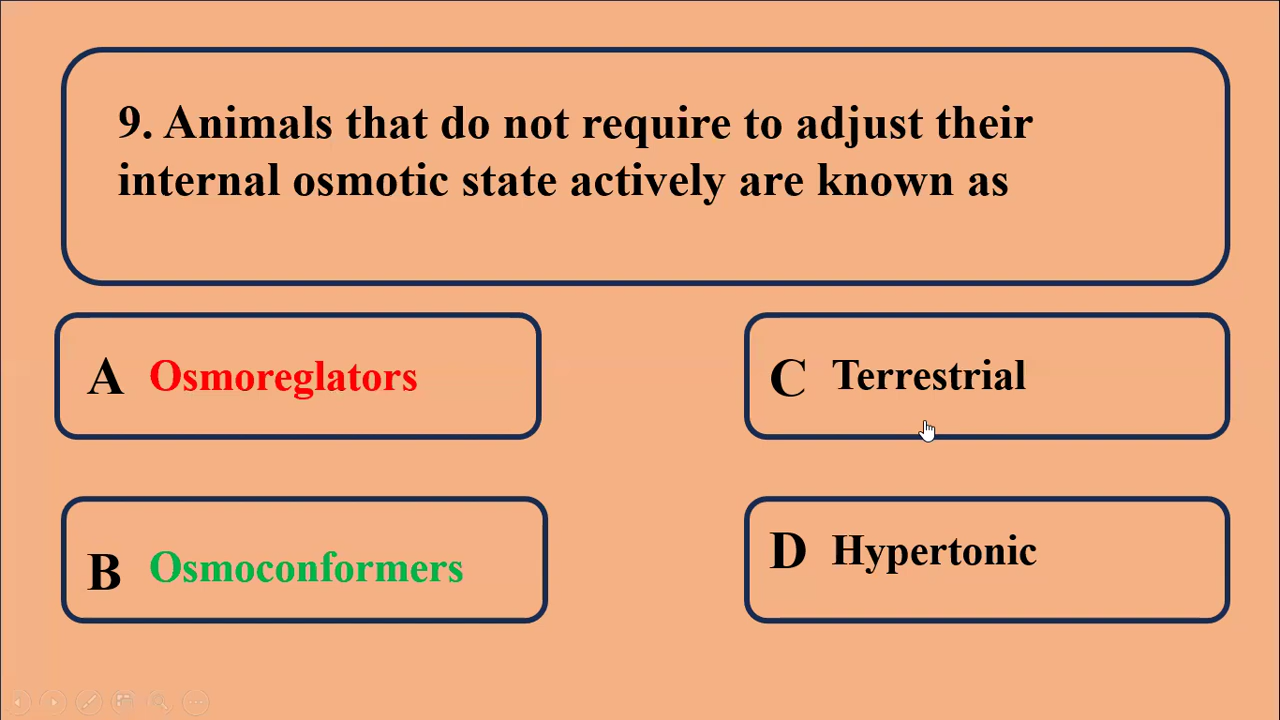 9. Animals that do not require to adjust their
internal osmotic state actively are known as
A Osmoreglators
B Osmoconformers
C Terrestrial
D Hypertonic